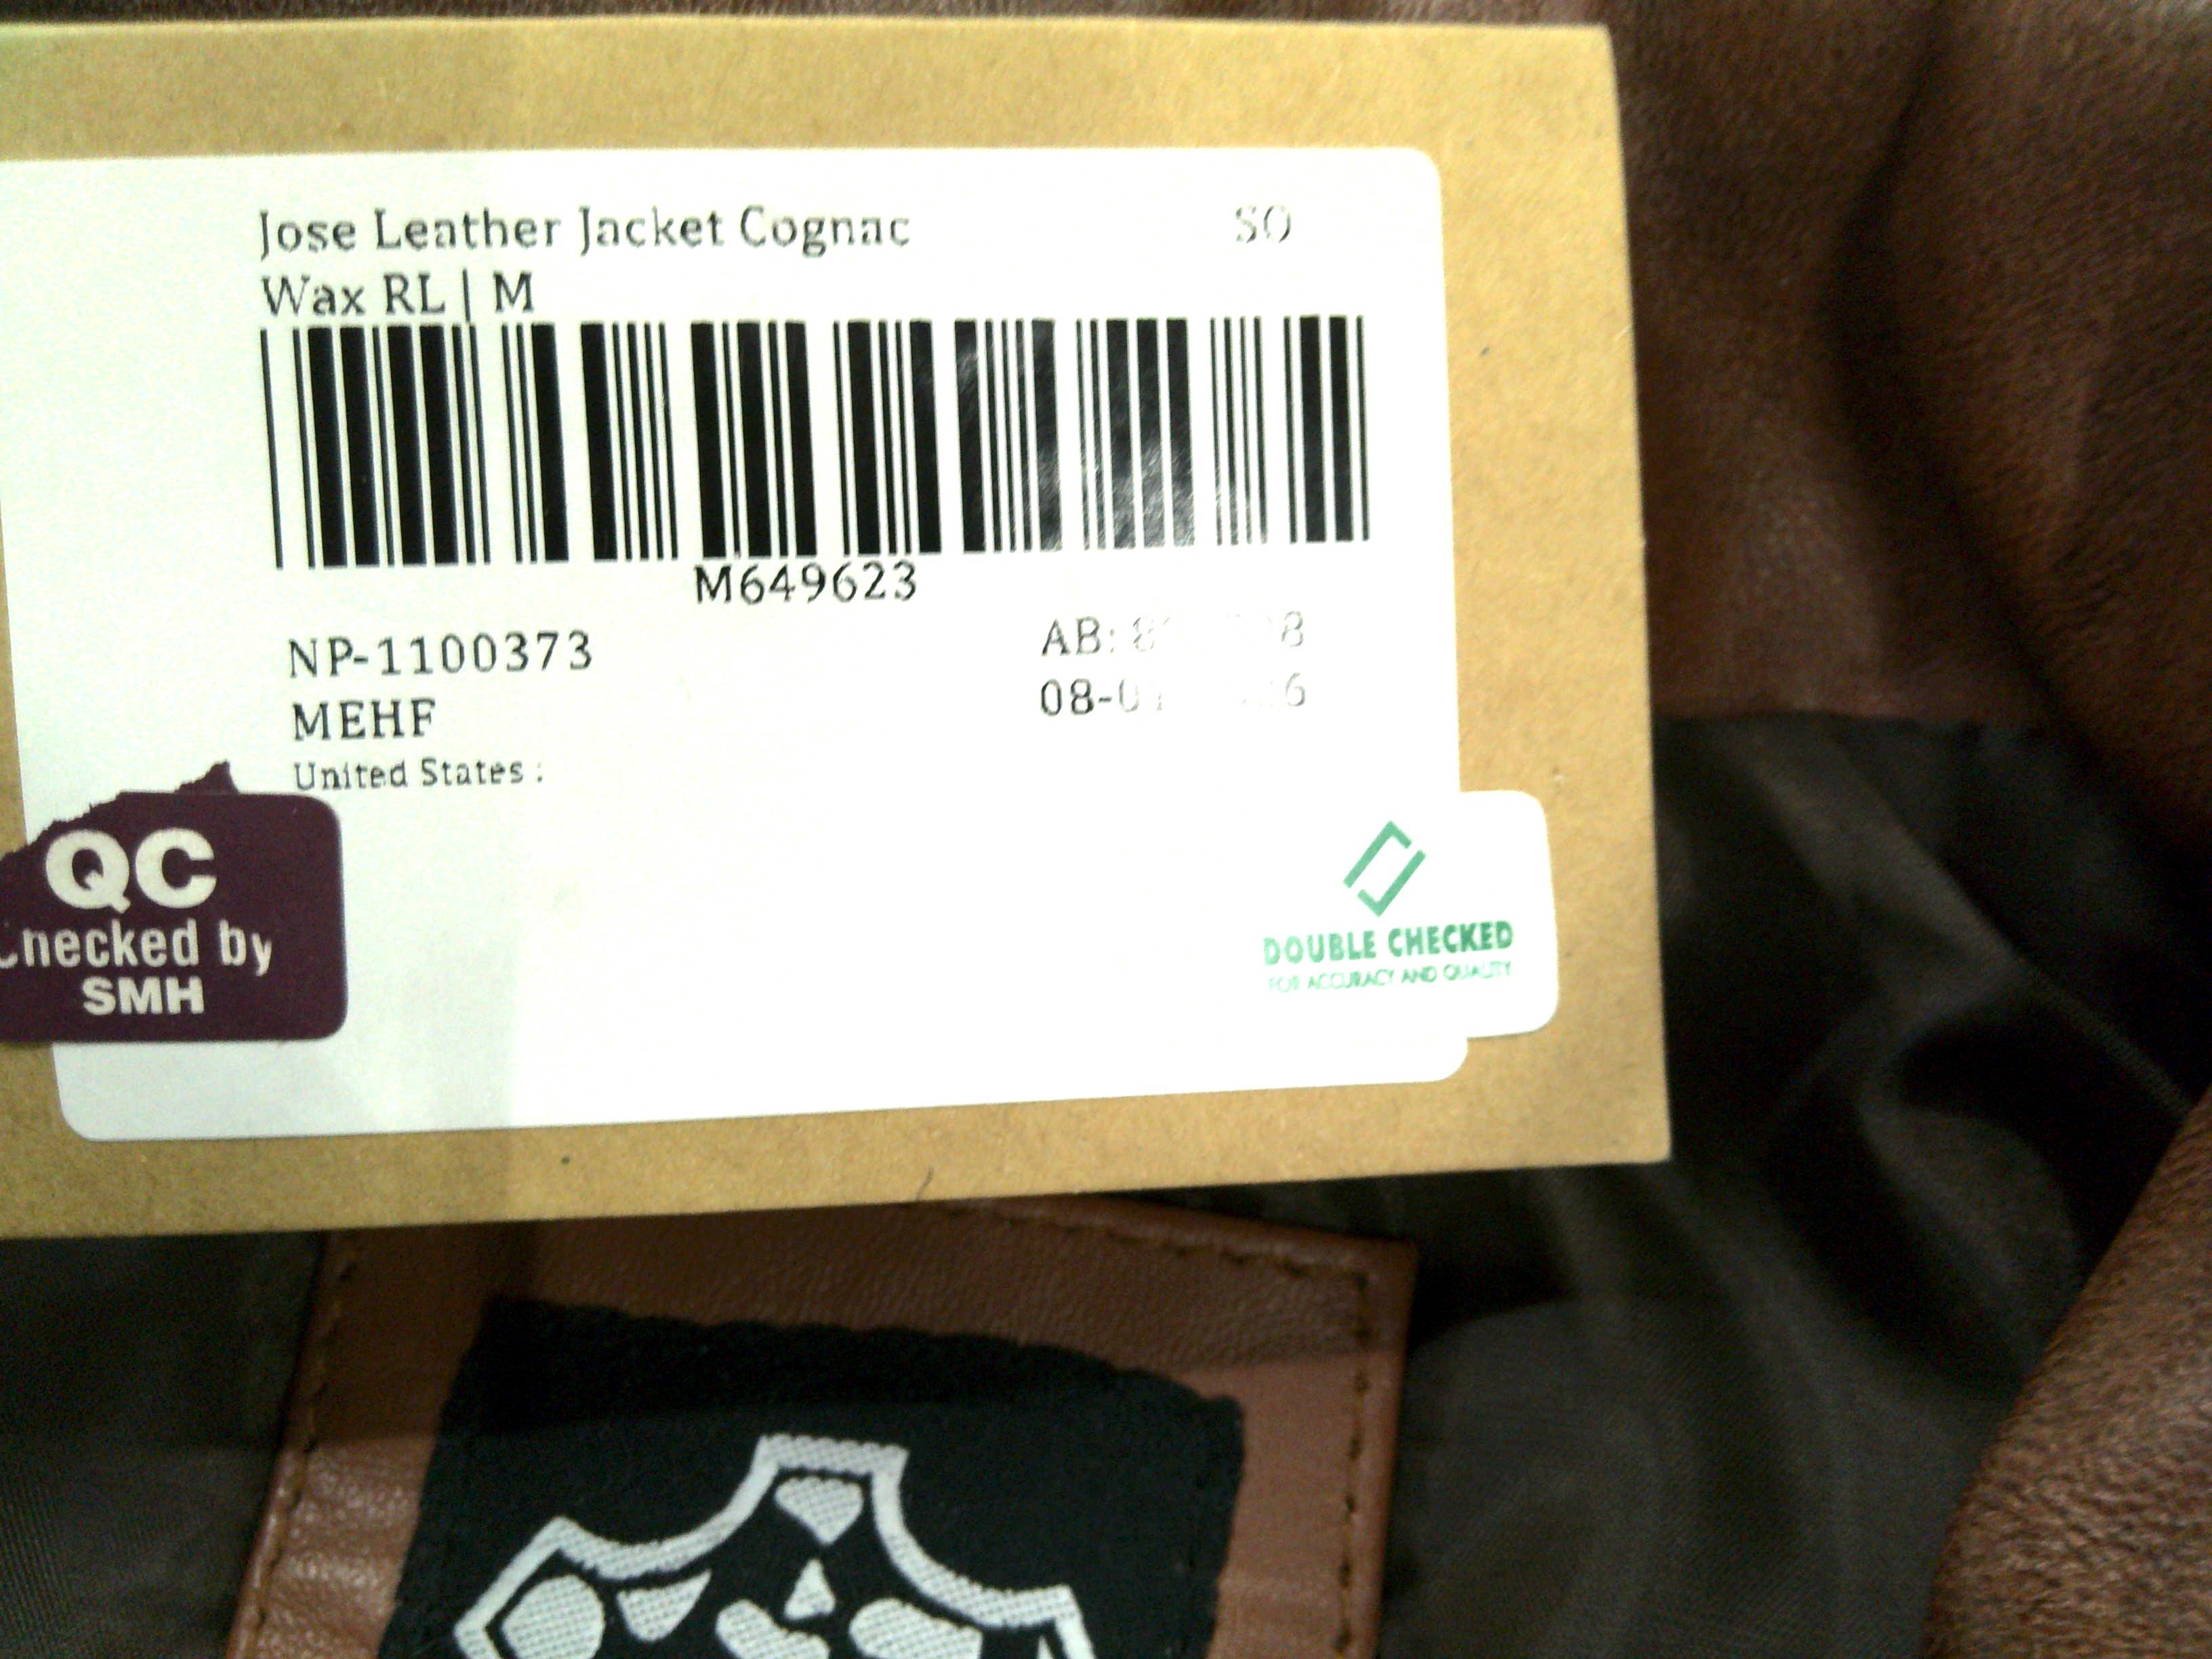 Jose Leather Jacket Cognac SO
Wax RL | M
M649623
NP-1100373 AB:
MEHF
United States :
QC
Checked by
SMH
DOUBLE CHECKED
FOR ACCURACY AND QUALITY